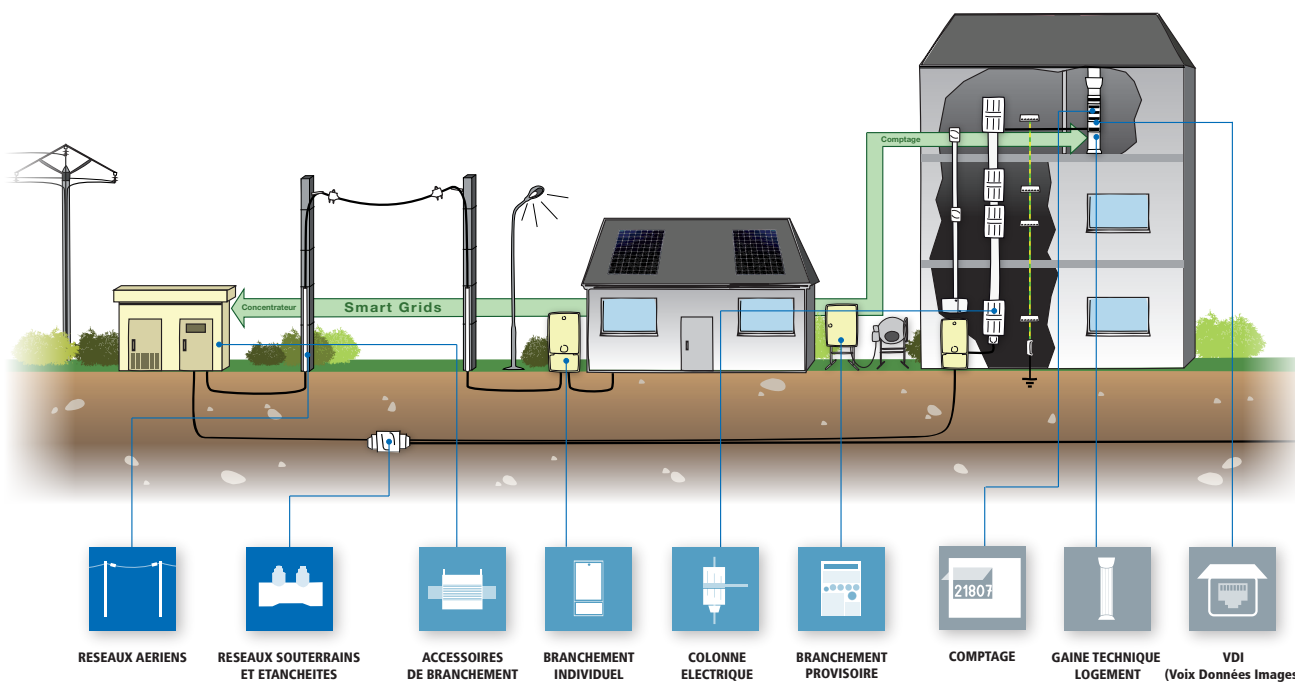 Comptage
Concentrateur
Smart Grids
21807
RESEAUX AERIENS
RESEAUX SOUTERRAINS
ET ETANCHEITES
ACCESSOIRES
DE BRANCHEMENT
BRANCHEMENT
INDIVIDUEL
COLONNE
ELECTRIQUE
BRANCHEMENT
PROVISOIRE
COMPTAGE
GAINE TECHNIQUE
LOGEMENT
VDI
(Voix Données Images